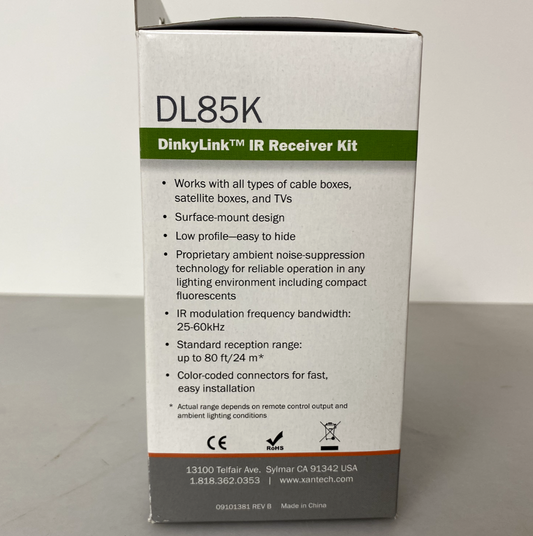 DL85K
DinkyLink™ IR Receiver Kit
• Works with all types of cable boxes,
satellite boxes, and TVs
• Surface-mount design
• Low profile—easy to hide
• Proprietary ambient noise-suppression
technology for reliable operation in any
lighting environment including compact
fluorescents
• IR modulation frequency bandwidth:
25-60kHz
• Standard reception range:
up to 80 ft/24 m*
• Color-coded connectors for fast,
easy installation
* Actual range depends on remote control output and
ambient lighting conditions
CE RoHS
13100 Telfair Ave. Sylmar CA 91342 USA
1.818.362.0353 | www.xantech.com
09101381 REV B Made in China